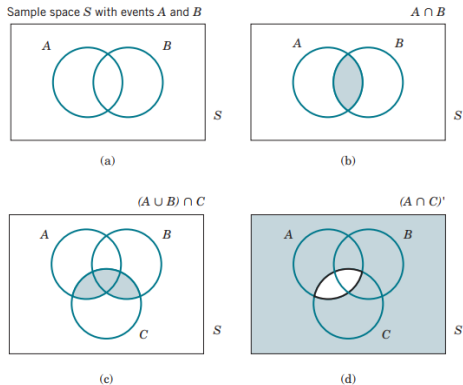 Sample space S with events A and B
A ∩ B
A B
S
A B
S
(a)
(b)
(A ∪ B) ∩ C
(A ∩ C)'
A B
C
S
A B
C
S
(c)
(d)